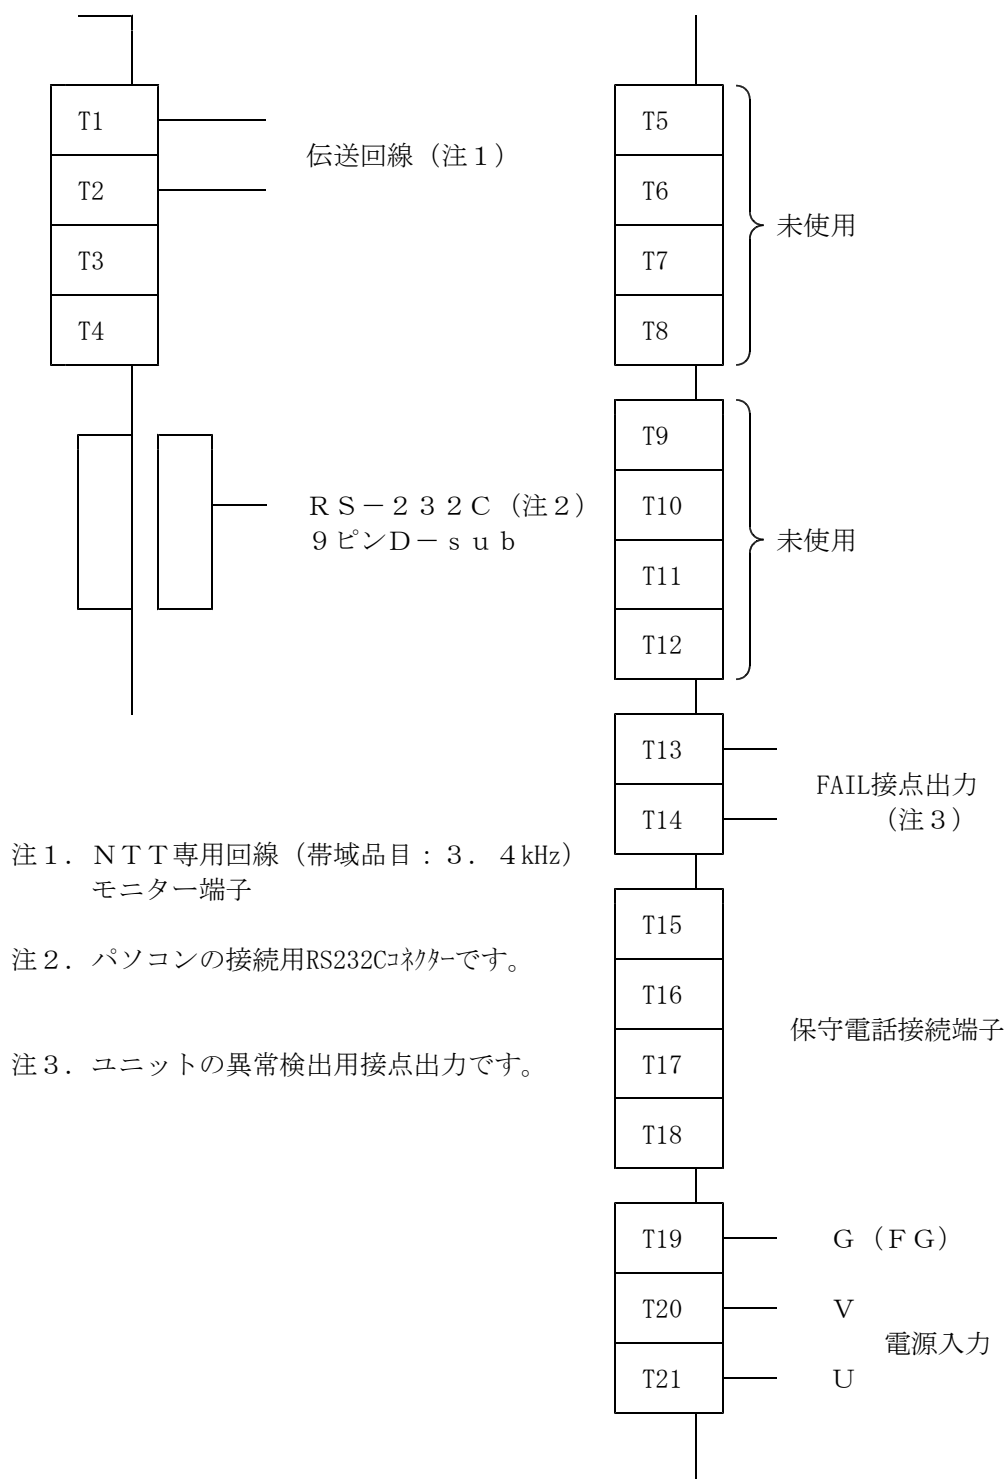 T1
T2
T3
T4
伝送回線（注１）
ＲＳ－２３２Ｃ（注２）
９ピンＤ－ｓｕｂ
T5
T6
T7
T8
未使用
T9
T10
T11
T12
未使用
T13
T14
FAIL接点出力
（注３）
T15
T16
T17
T18
保守電話接続端子
T19
T20
T21
Ｇ（ＦＧ）
Ｖ
電源入力
Ｕ
注１．ＮＴＴ専用回線（帯域品目：３．４kHz）
モニター端子
注２．パソコンの接続用RS232Cｺﾈｸﾀｰです。
注３．ユニットの異常検出用接点出力です。